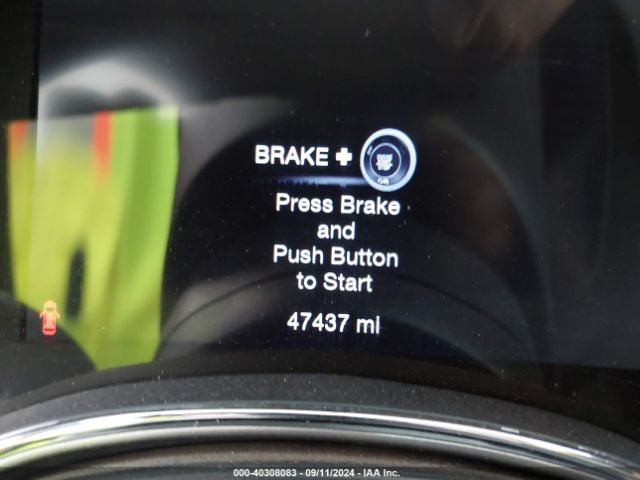 BRAKE +
Press Brake
and
Push Button
to Start
47437 mi
000-40308083 - 09/11/2024 - IAA Inc.